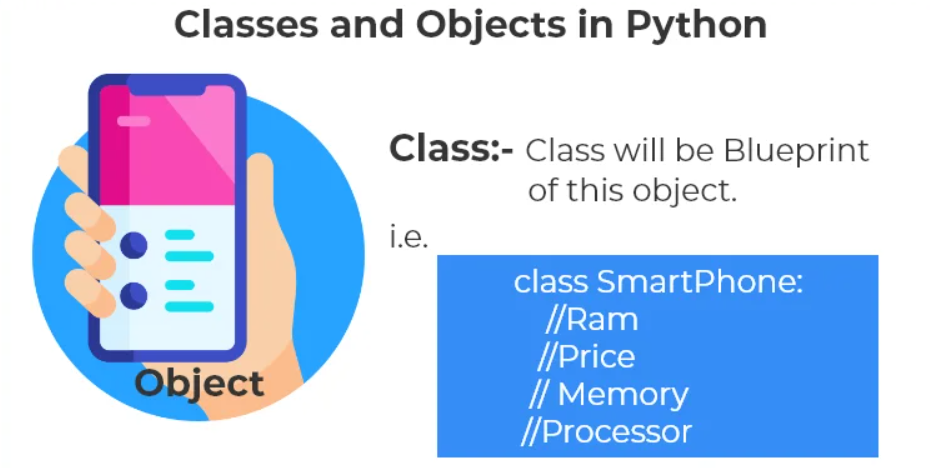 Classes and Objects in Python
Class:- Class will be Blueprint
of this object.
i.e.
class SmartPhone:
//Ram
//Price
// Memory
//Processor
Object